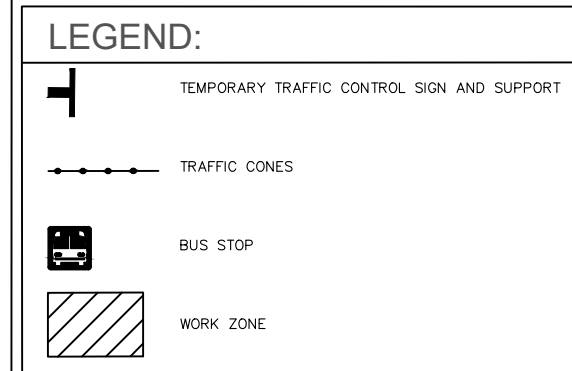 LEGEND:
TEMPORARY TRAFFIC CONTROL SIGN AND SUPPORT
TRAFFIC CONES
BUS STOP
WORK ZONE